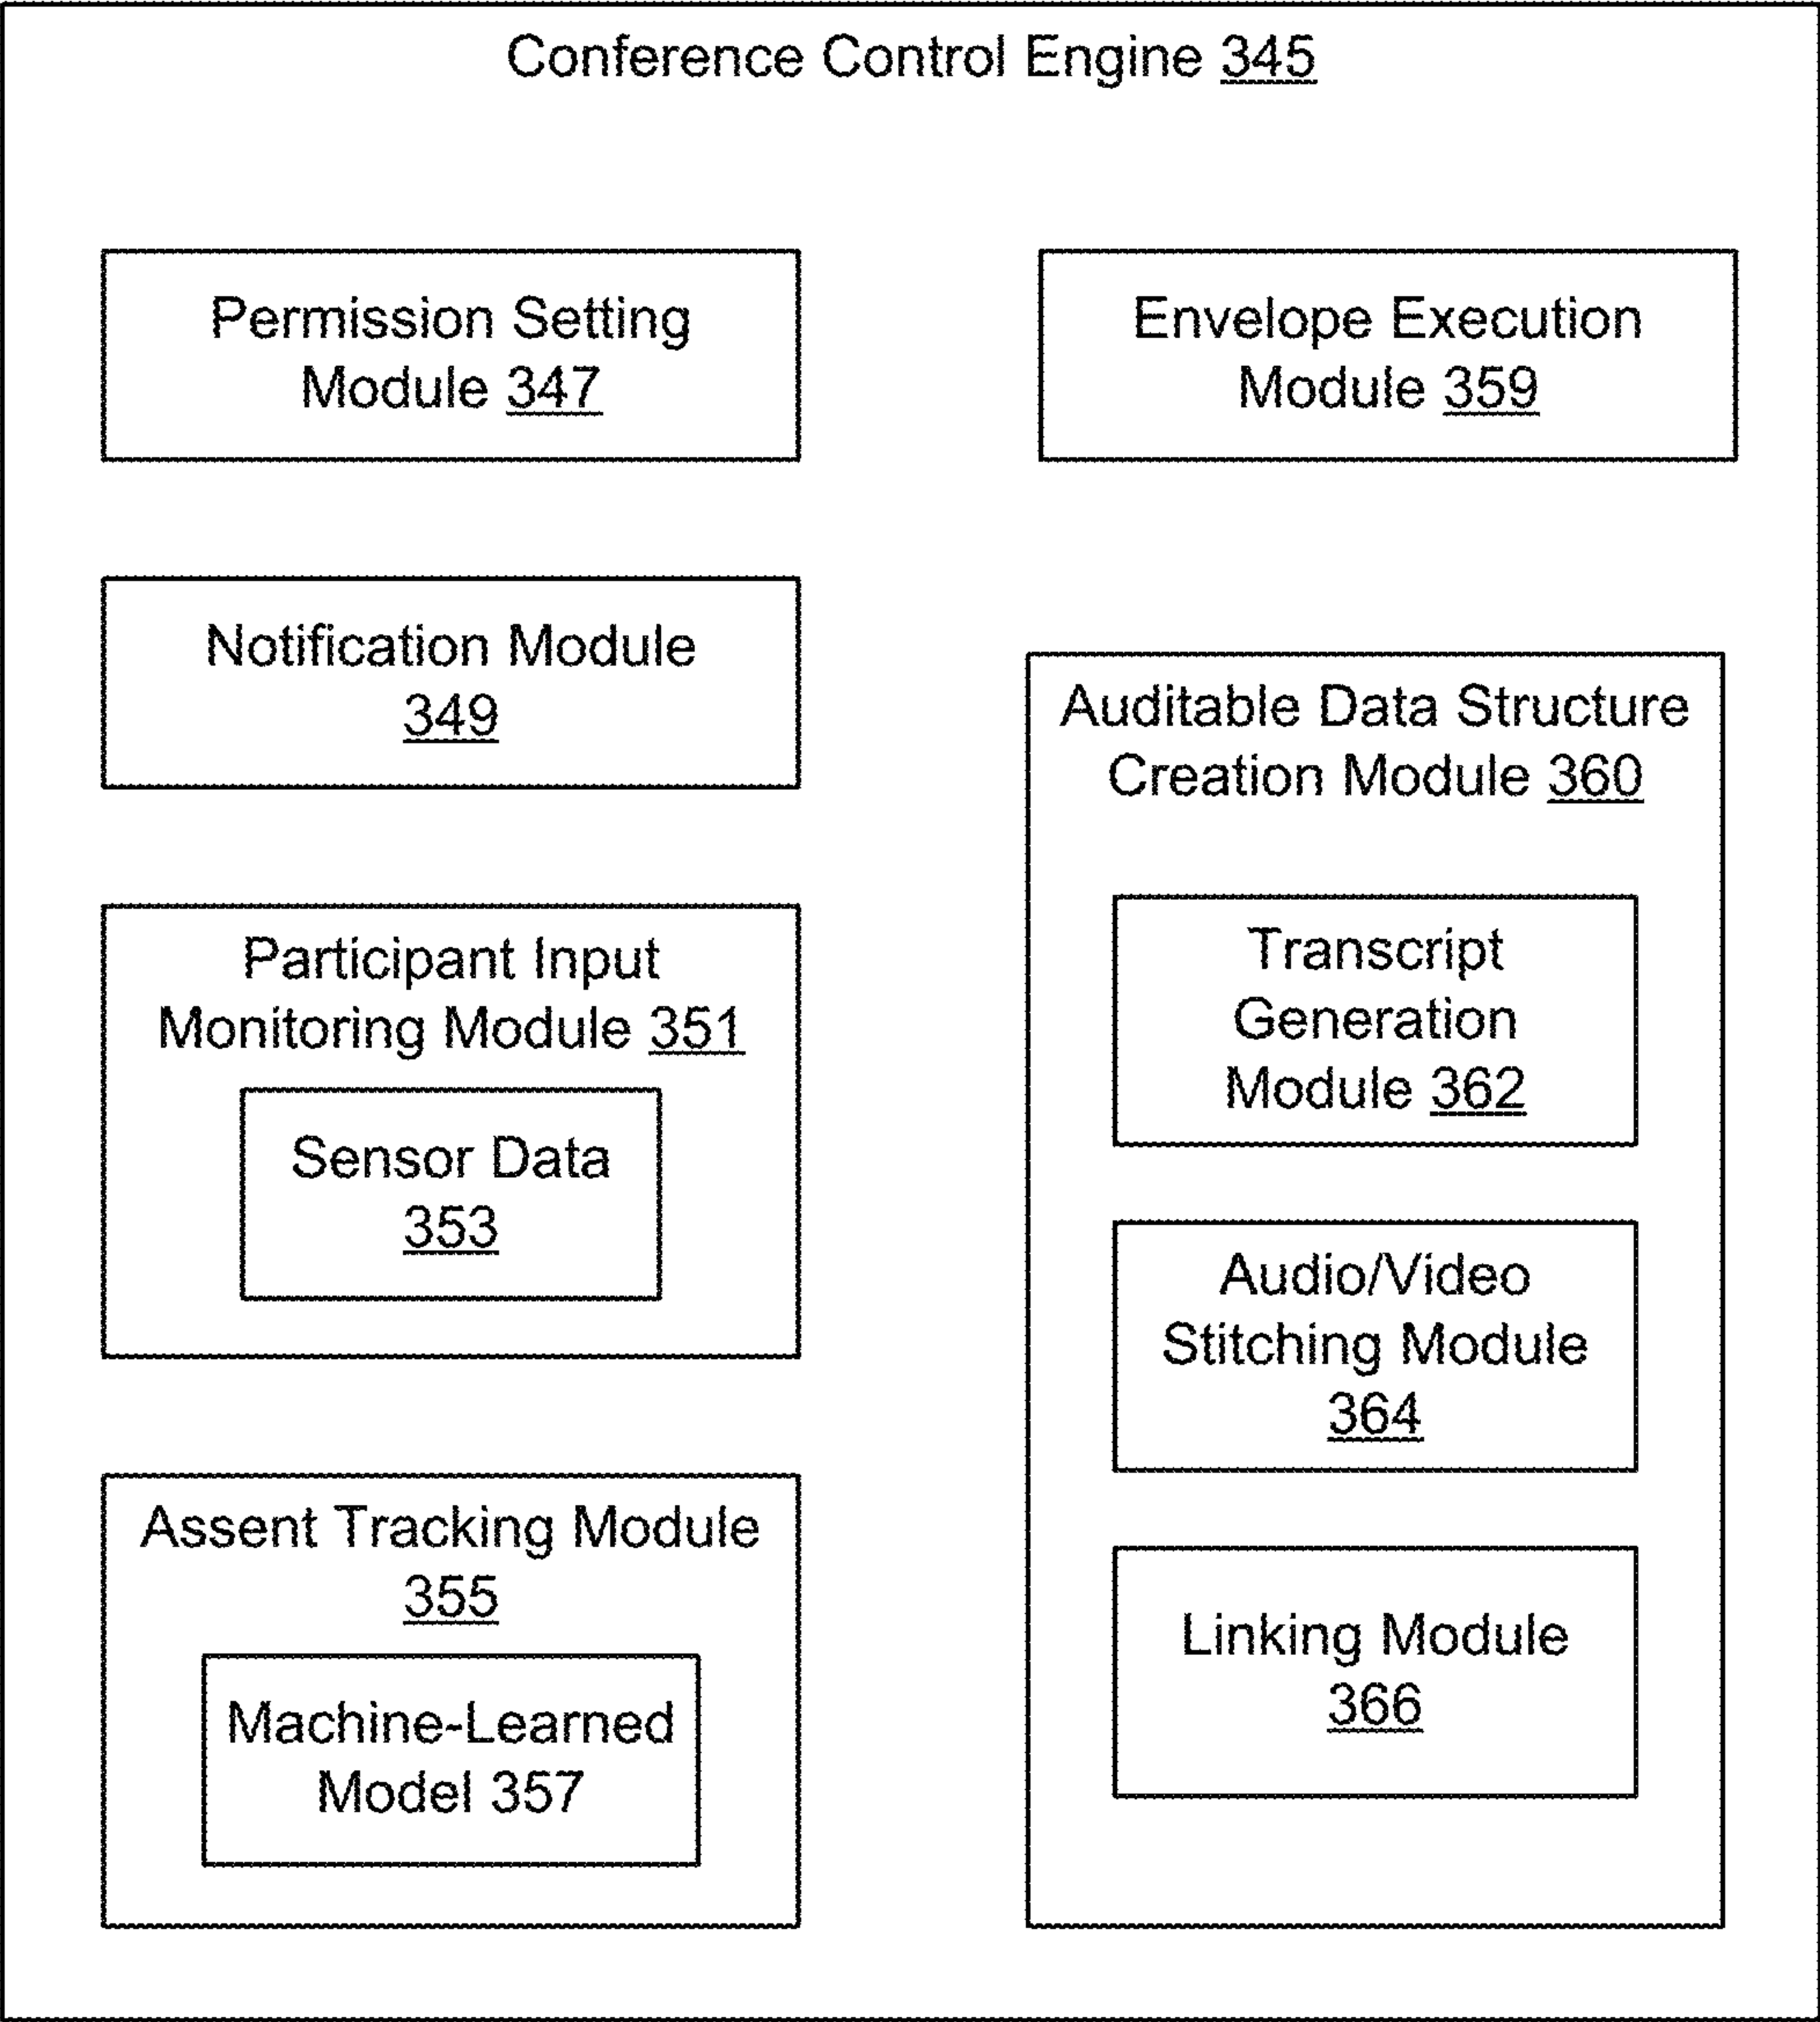 Conference Control Engine 345
Permission Setting
Module 347
Notification Module
349
Participant Input
Monitoring Module 351
Sensor Data
353
Assent Tracking Module
355
Machine-Learned
Model 357
Envelope Execution
Module 359
Auditable Data Structure
Creation Module 360
Transcript
Generation
Module 362
Audio/Video
Stitching Module
364
Linking Module
366